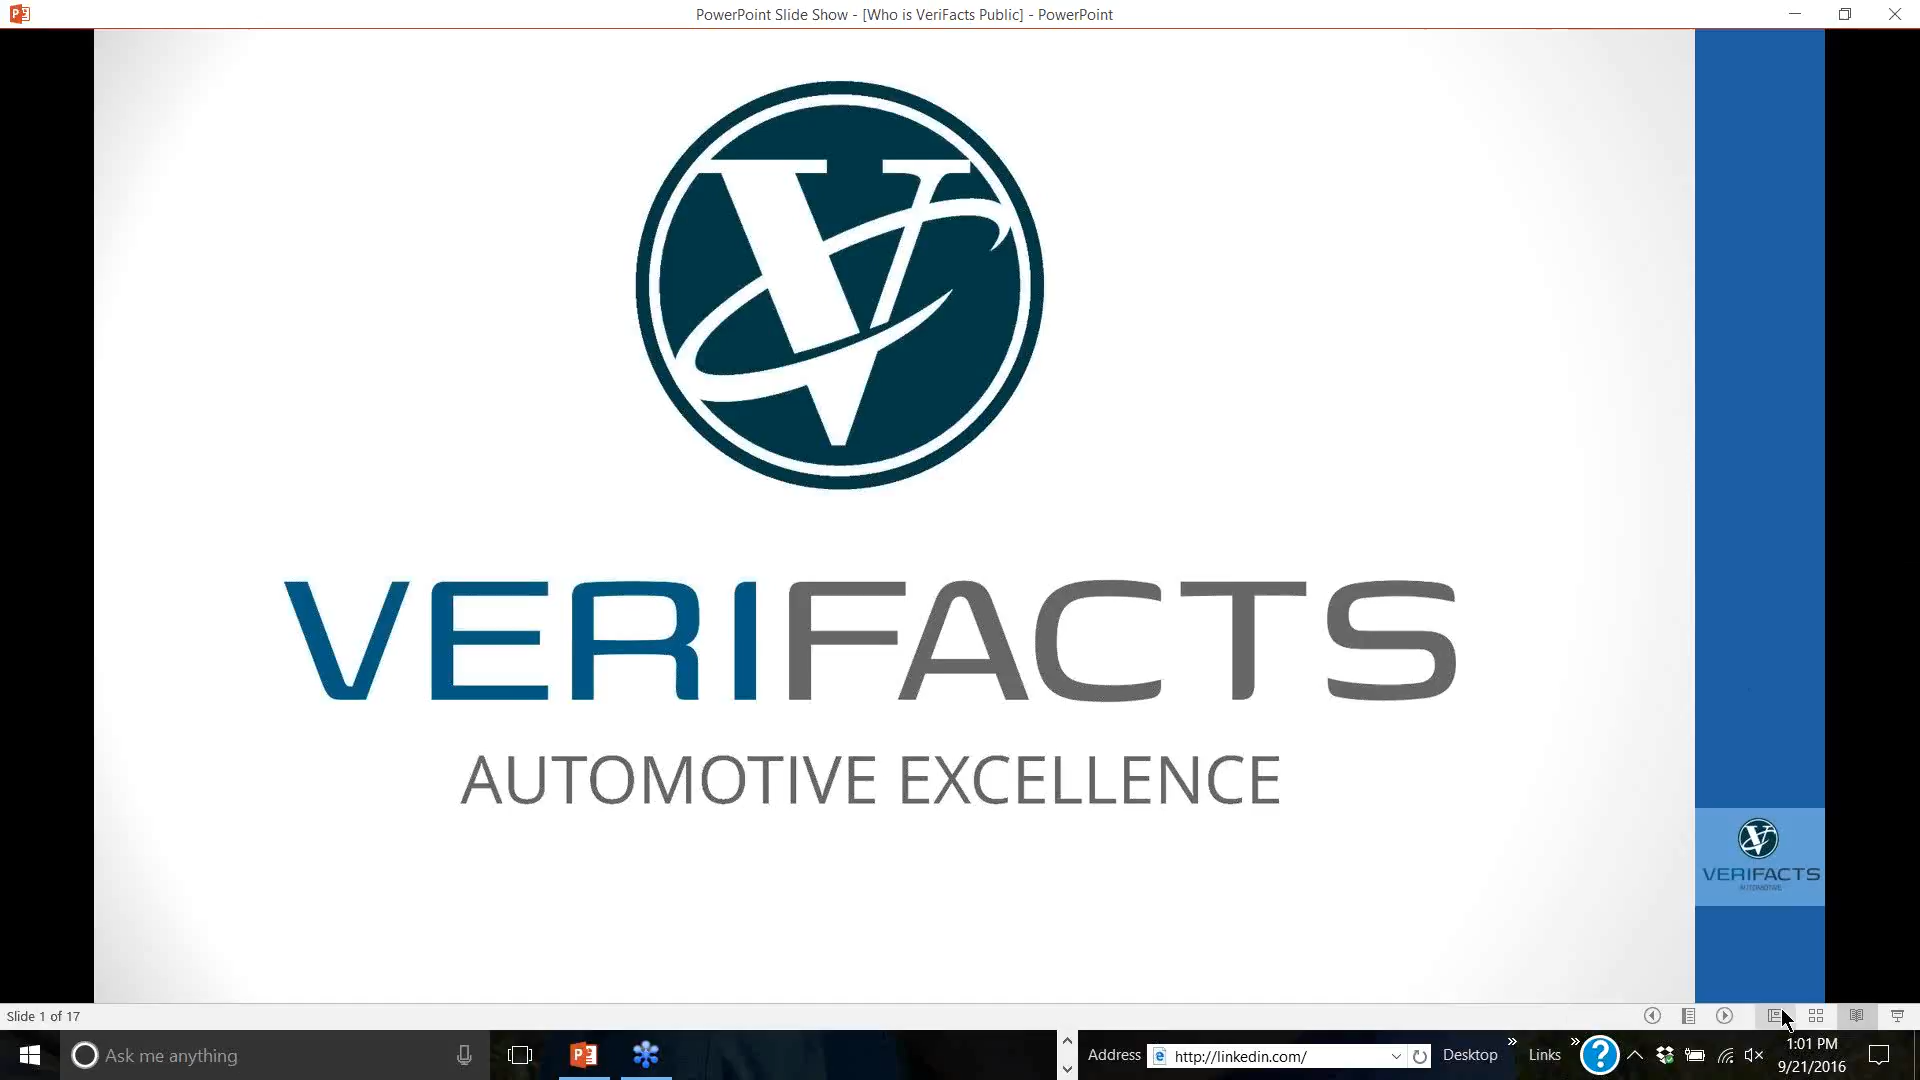 PowerPoint Slide Show - [Who is VeriFacts Public] - PowerPoint
V
VERIFACTS
AUTOMOTIVE EXCELLENCE
V
VERIFACTS
AUTOMOTIVE
Slide 1 of 17
Ask me anything
Address
http://linkedin.com/
Desktop
Links
1:01 PM
9/21/2016